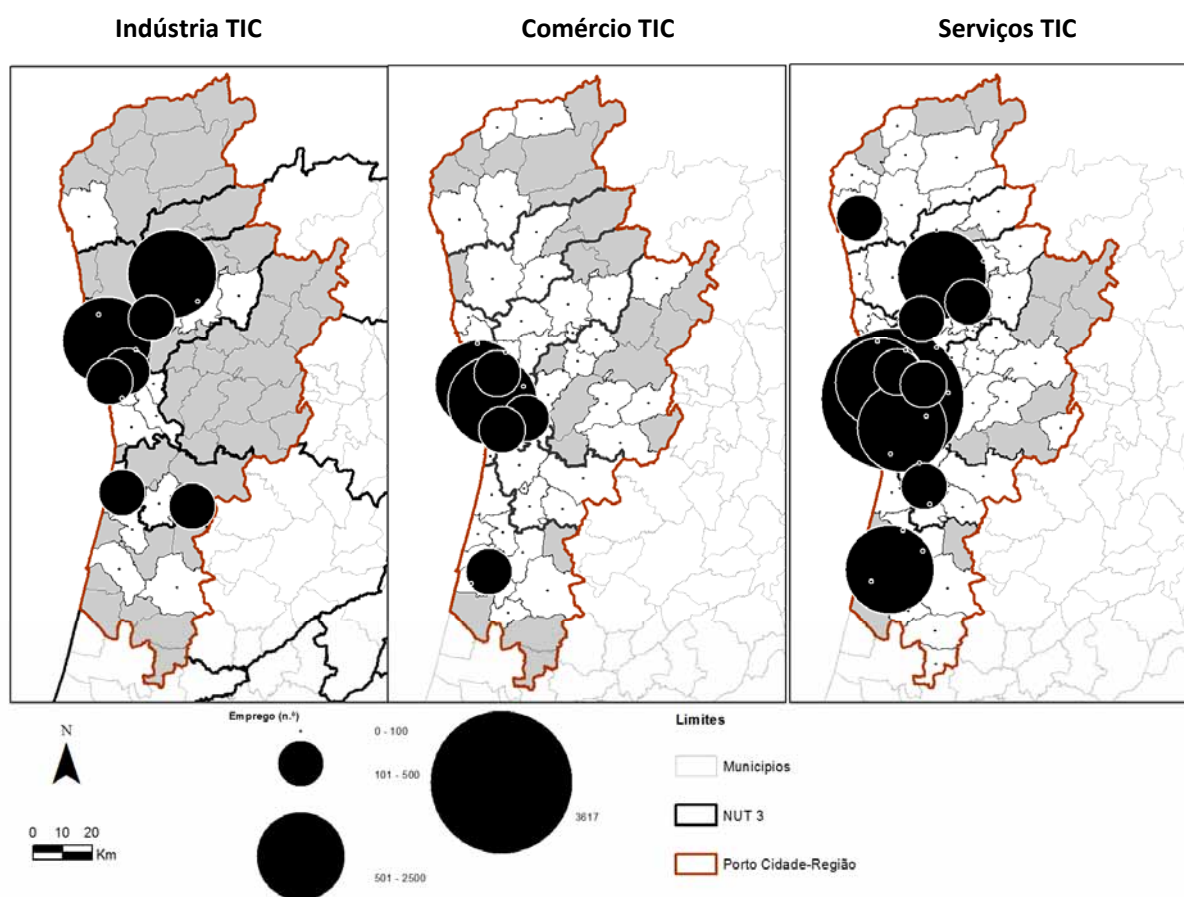 Indústria TIC
Comércio TIC
Serviços TIC
Emprego (n.º)
0 - 100
101 - 500
501 - 2500
3617
N
0 10 20
Km
Limites
Municipios
NUT 3
Porto Cidade-Região